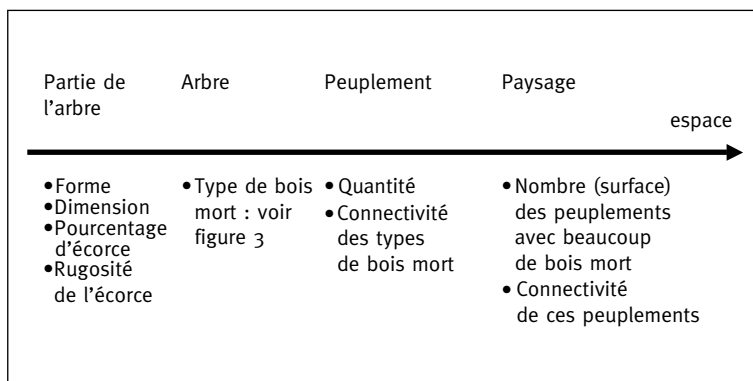 Partie de
l'arbre
Arbre
Peuplement
Paysage
espace
•Forme
•Dimension
•Pourcentage
d'écorce
•Rugosité
de l'écorce
•Type de bois
mort : voir
figure 3
•Quantité
•Connectivité
des types
de bois mort
•Nombre (surface)
des peuplements
avec beaucoup
de bois mort
•Connectivité
de ces peuplements